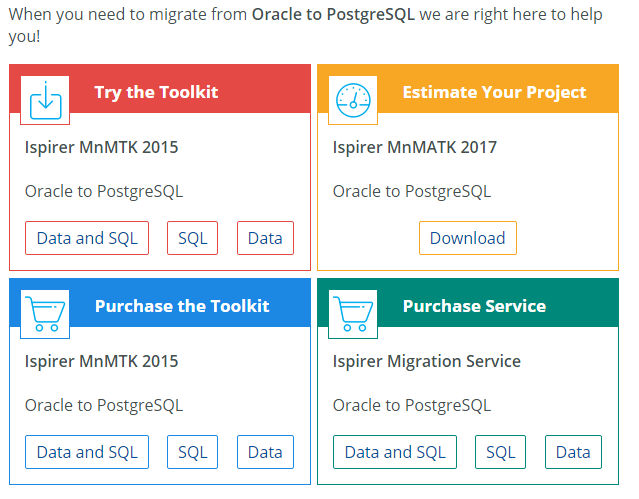 When you need to migrate from Oracle to PostgreSQL we are right here to help
you!
Try the Toolkit
Ispirer MnMTK 2015
Oracle to PostgreSQL
Data and SQL SQL Data
Estimate Your Project
Ispirer MnMATK 2017
Oracle to PostgreSQL
Download
Purchase the Toolkit
Ispirer MnMTK 2015
Oracle to PostgreSQL
Data and SQL SQL Data
Purchase Service
Ispirer Migration Service
Oracle to PostgreSQL
Data and SQL SQL Data